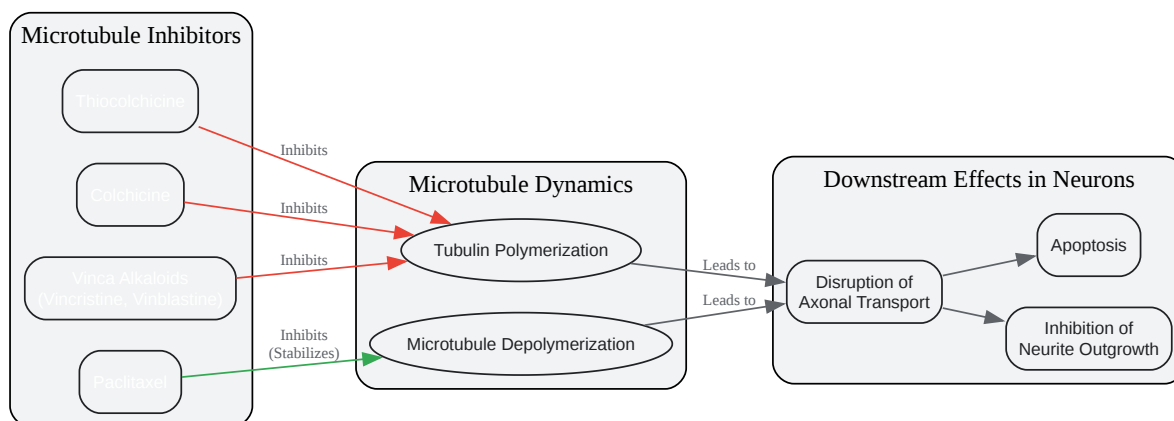 Microtubule Inhibitors
Thiocolchicine
Colchicine
Vinca Alkaloids
(Vincristine, Vinblastine)
Paclitaxel
Inhibits
Inhibits
Inhibits
Inhibits
(Stabilizes)
Microtubule Dynamics
Tubulin Polymerization
Microtubule Depolymerization
Leads to
Leads to
Downstream Effects in Neurons
Disruption of
Axonal Transport
Apoptosis
Inhibition of
Neurite Outgrowth